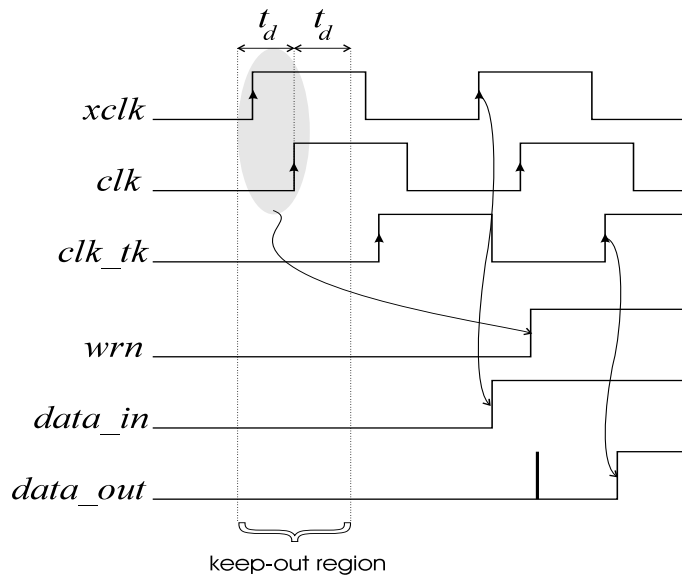 t_d t_d
xclk
clk
clk_tk
wrn
data_in
data_out
keep-out region